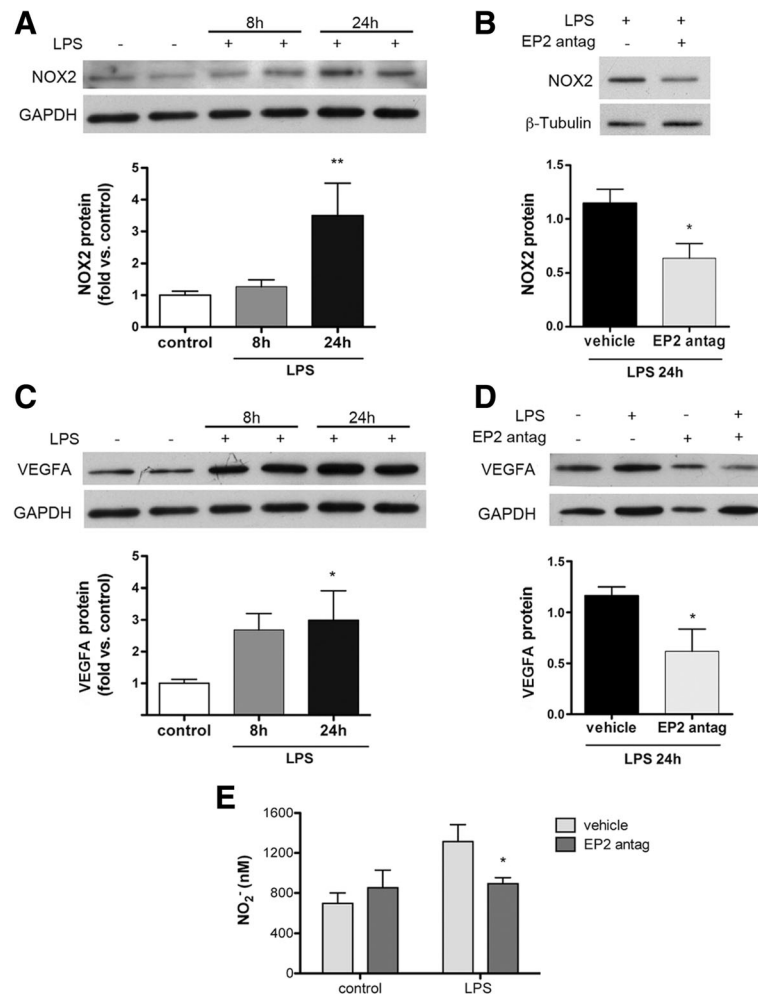 A
8h
24h
LPS - - + + + +
NOX2
GAPDH
NOX2 protein
(fold vs. control)
5
4
3
2
1
0
**
control 8h 24h
LPS
B
LPS + +
EP2 antag - +
NOX2
β-Tubulin
NOX2 protein
1.5
1.0
0.5
0.0
*
vehicle EP2 antag
LPS 24h
C
8h
24h
LPS - - + + + +
VEGFA
GAPDH
VEGFA protein
(fold vs. control)
5
4
3
2
1
0
*
control 8h 24h
LPS
D
LPS - + - +
EP2 antag - - + +
VEGFA
GAPDH
VEGFA protein
1.5
1.0
0.5
0.0
*
vehicle EP2 antag
LPS 24h
E
NO₂⁻ (nM)
1600
1200
800
400
0
*
control LPS
vehicle
EP2 antag